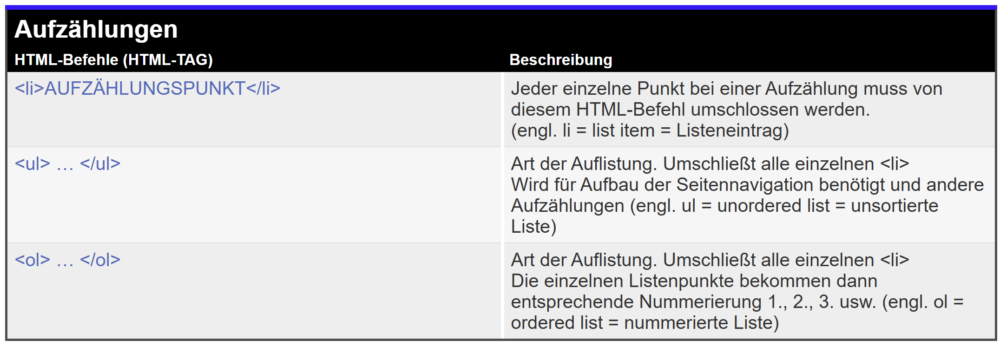 Aufzählungen
HTML-Befehle (HTML-TAG)
Beschreibung
<li>AUFZÄHLUNGSPUNKT</li>
Jeder einzelne Punkt bei einer Aufzählung muss von
diesem HTML-Befehl umschlossen werden.
(engl. li = list item = Listeneintrag)
<ul> … </ul>
Art der Auflistung. Umschließt alle einzelnen <li>
Wird für Aufbau der Seitennavigation benötigt und andere
Aufzählungen (engl. ul = unordered list = unsortierte
Liste)
<ol> … </ol>
Art der Auflistung. Umschließt alle einzelnen <li>
Die einzelnen Listenpunkte bekommen dann
entsprechende Nummerierung 1., 2., 3. usw. (engl. ol =
ordered list = nummerierte Liste)